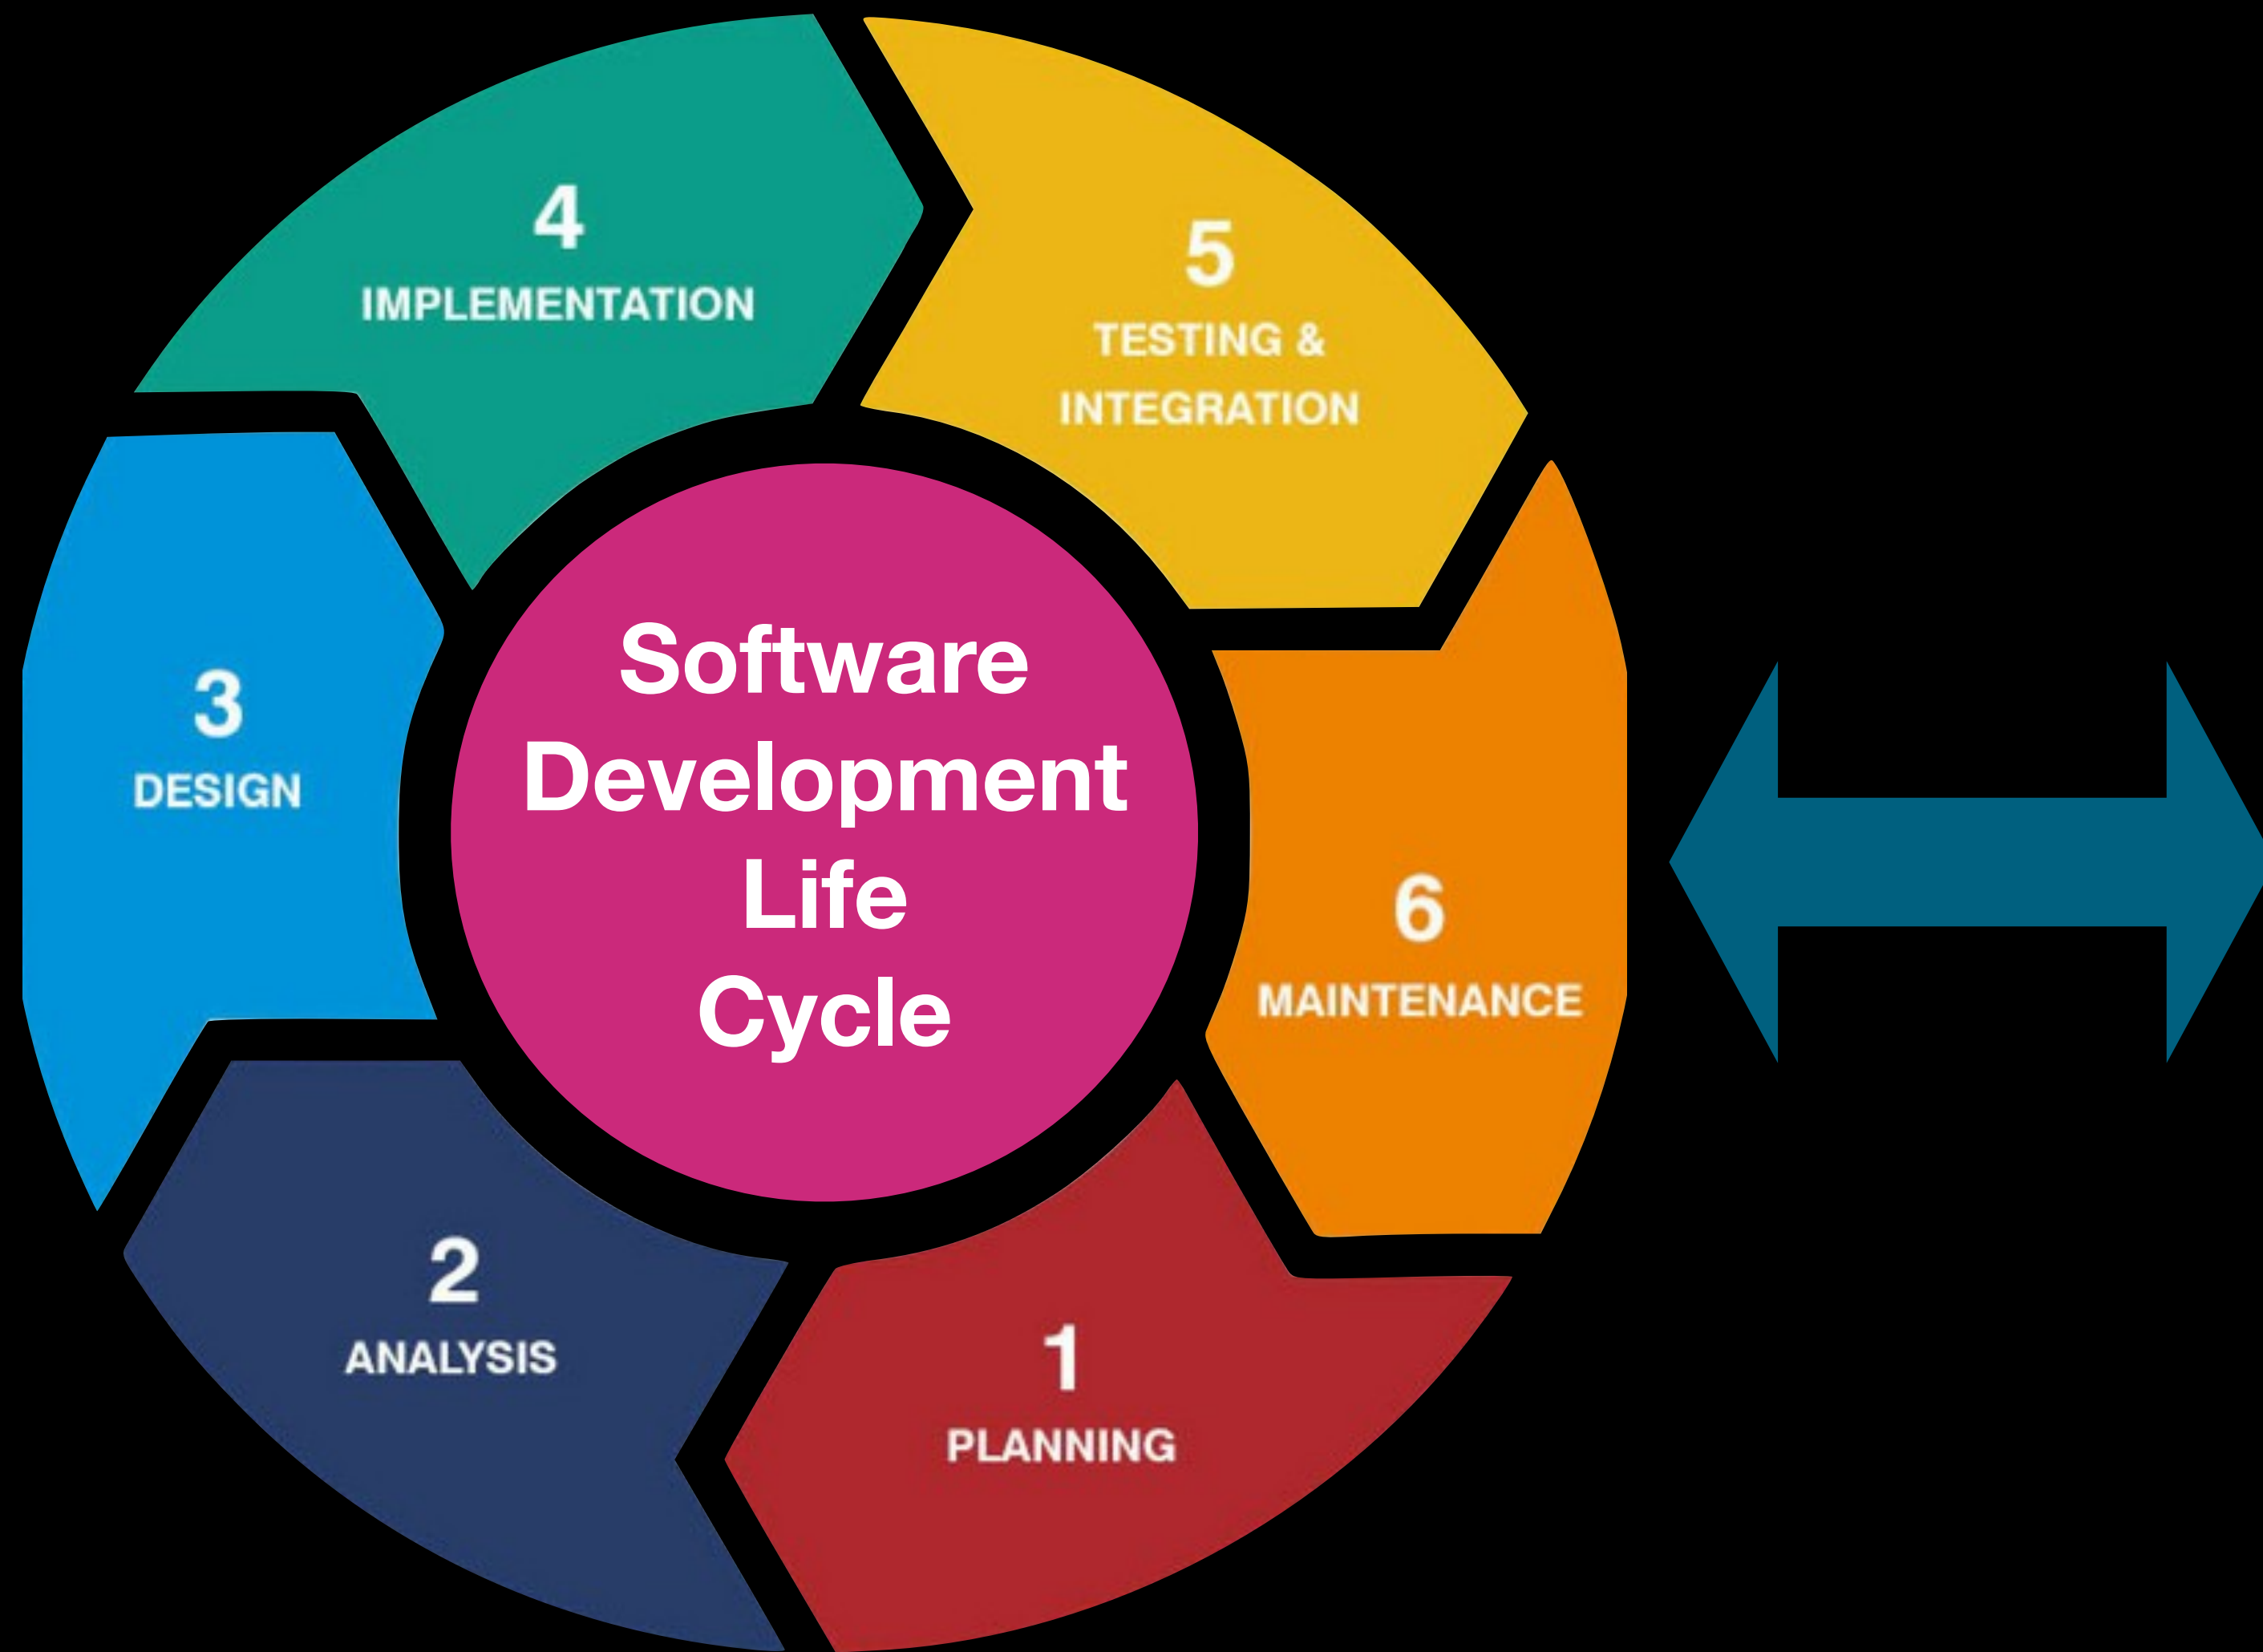 4
IMPLEMENTATION
5
TESTING &
INTEGRATION
3
DESIGN
Software
Development
Life
Cycle
6
MAINTENANCE
2
ANALYSIS
1
PLANNING